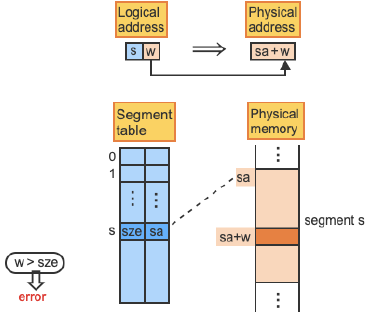 Logical address
Physical address
s w
⇒
sa+w
Segment table
Physical memory
0
1
⋮ ⋮
s sze sa
⋮
sa
sa+w
segment s
⋮
w > sze
error